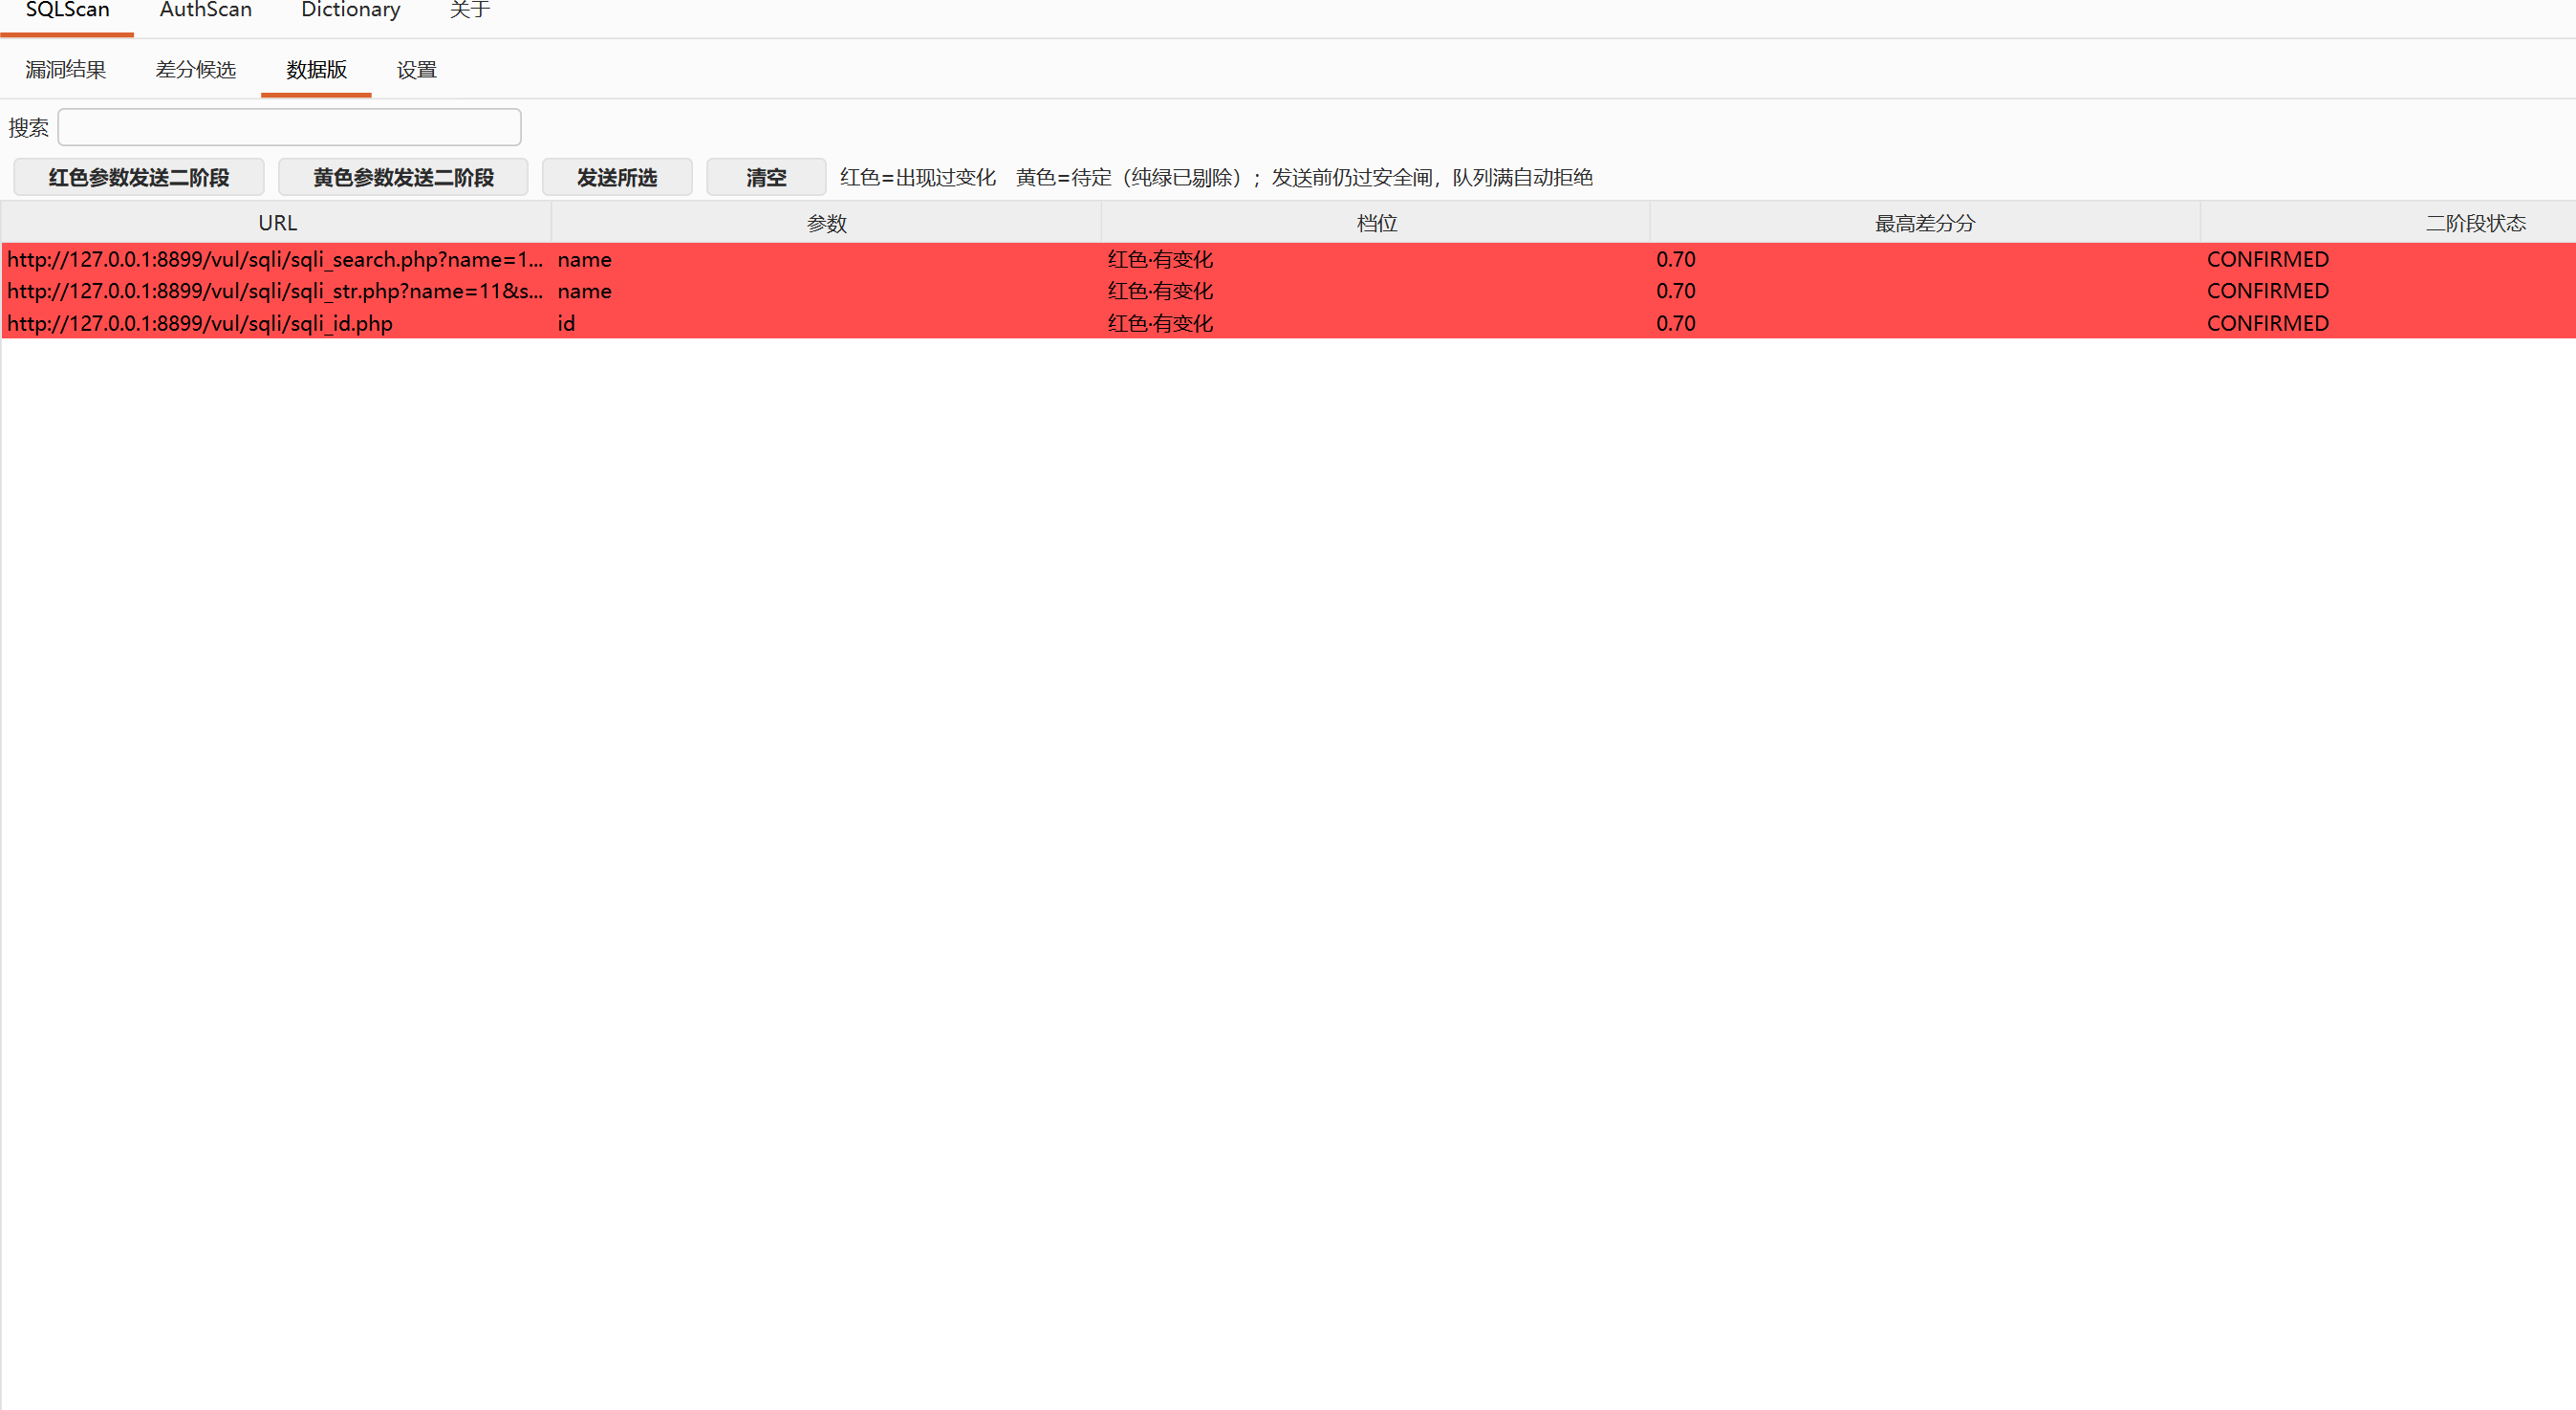 SQLScan AuthScan Dictionary 关于
漏洞结果 差分候选 数据版 设置
搜索
红色参数发送二阶段 黄色参数发送二阶段 发送所选 清空 红色=出现过变化 黄色=待定（纯绿已剔除）；发送前仍过安全闸，队列满自动拒绝
URL 参数 档位 最高差分分 二阶段状态
http://127.0.0.1:8899/vul/sqli/sqli_search.php?name=1... name 红色·有变化 0.70 CONFIRMED
http://127.0.0.1:8899/vul/sqli/sqli_str.php?name=11&s... name 红色·有变化 0.70 CONFIRMED
http://127.0.0.1:8899/vul/sqli/sqli_id.php id 红色·有变化 0.70 CONFIRMED